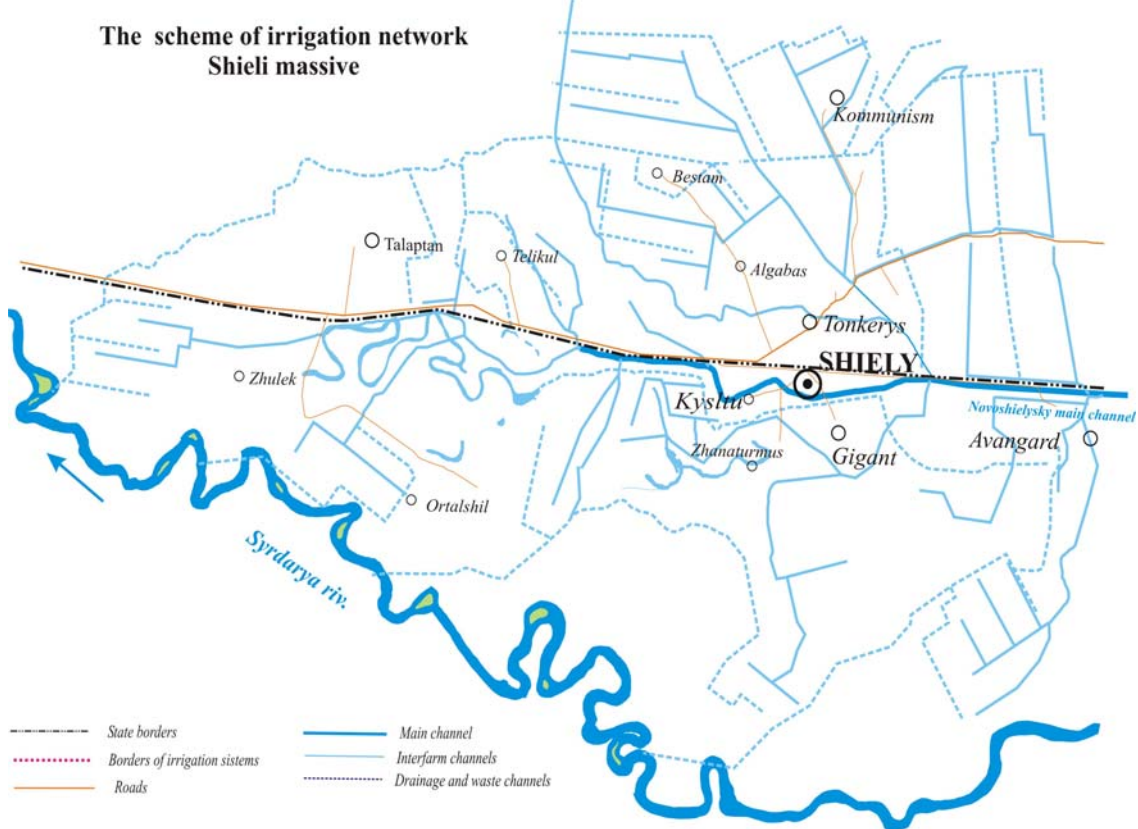 The scheme of irrigation network
Shieli massive
Kommunism
Bestam
Talaptan
Telikul
Algabas
Tonkerys
SHIELY
Zhulek
Kysltu
Novoshielysky main channel
Zhanaturmus
Gigant
Avangard
Ortalshil
Syrdarya riv.
State borders
Borders of irrigation sistems
Roads
Main channel
Interfarm channels
Drainage and waste channels